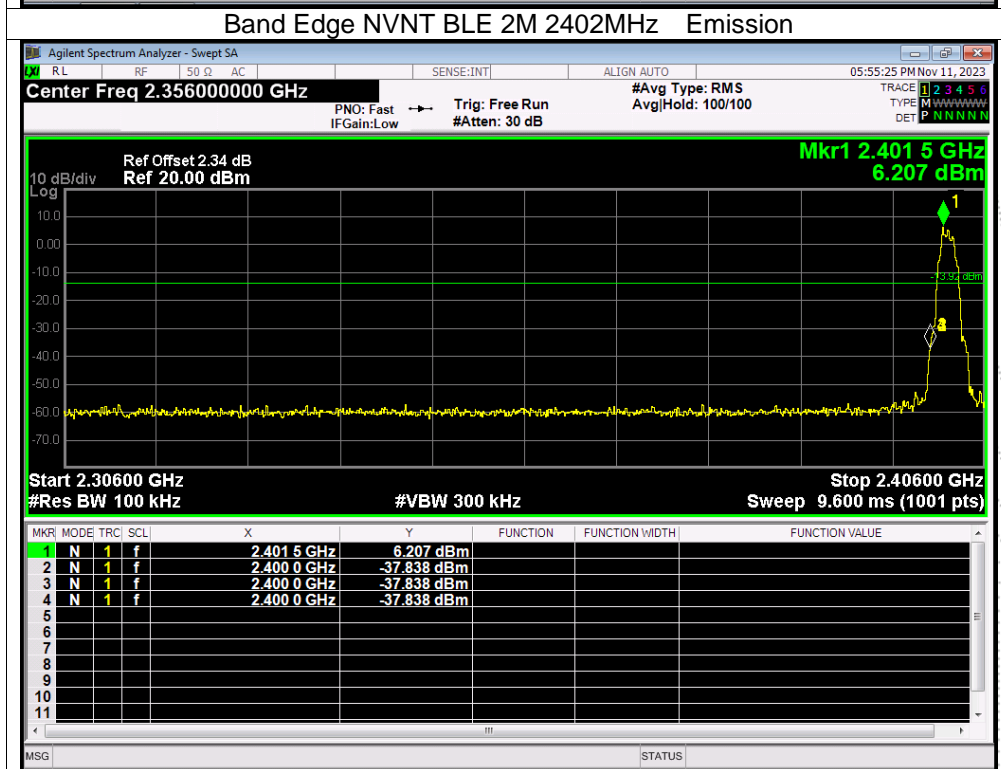 Band Edge NVNT BLE 2M 2402MHz Emission
Agilent Spectrum Analyzer - Swept SA
LXI RL RF 50 Ω AC SENSE:INT ALIGN AUTO 05:55:25 PM Nov 11, 2023
Center Freq 2.356000000 GHz #Avg Type: RMS TRACE 1 2 3 4 5 6
PNO: Fast Trig: Free Run Avg|Hold: 100/100 TYPE M WWWWW
IFGain:Low #Atten: 30 dB DET P N N N N N
Mkr1 2.401 5 GHz
Ref Offset 2.34 dB 6.207 dBm
10 dB/div Ref 20.00 dBm
Log
1
10.0
0.00
-10.0
-13.92 dBm
-20.0
-30.0
-40.0
-50.0
-60.0
-70.0
Start 2.30600 GHz Stop 2.40600 GHz
#Res BW 100 kHz #VBW 300 kHz Sweep 9.600 ms (1001 pts)
MKR MODE TRC SCL X Y FUNCTION FUNCTION WIDTH FUNCTION VALUE
1 N 1 f 2.401 5 GHz 6.207 dBm
2 N 1 f 2.400 0 GHz -37.838 dBm
3 N 1 f 2.400 0 GHz -37.838 dBm
4 N 1 f 2.400 0 GHz -37.838 dBm
5
6
7
8
9
10
11
MSG STATUS